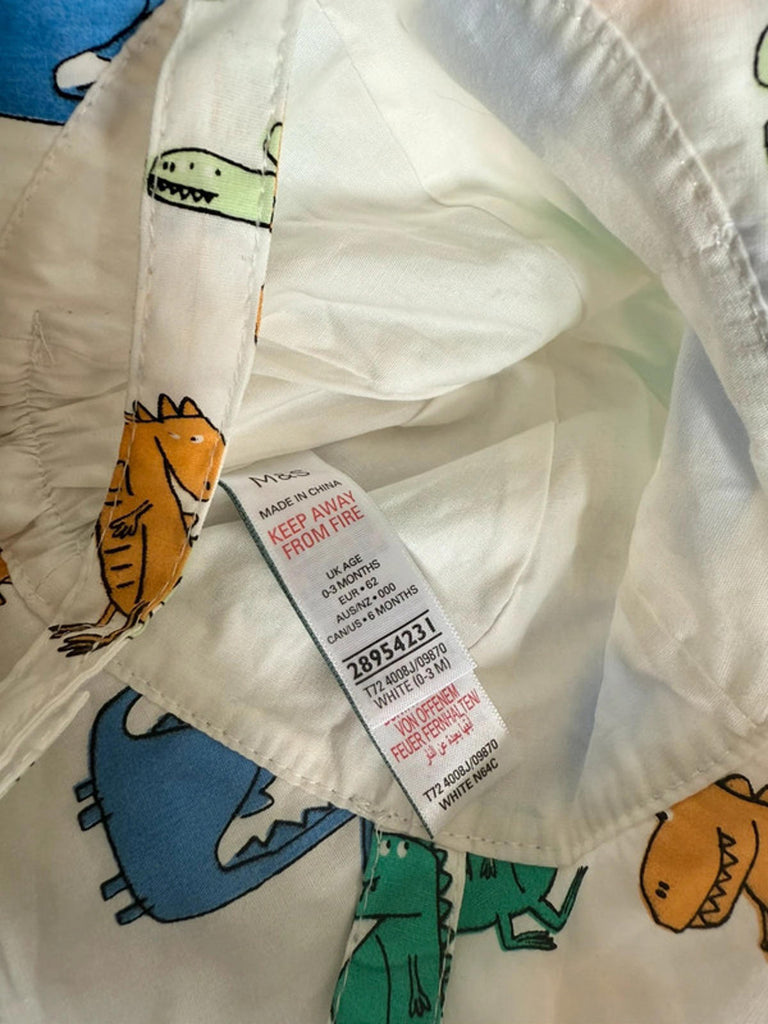 M&S
MADE IN CHINA
KEEP AWAY
FROM FIRE
UK AGE
0-3 MONTHS
EUR • 62
AUS/NZ • 000
CAN/US • 6 MONTHS
28954231
T72 4008J/09870
WHITE (0-3 M)
VON OFFENEM
FEUER FERNHALTEN!
T72 4008J/09870
WHITE N64C